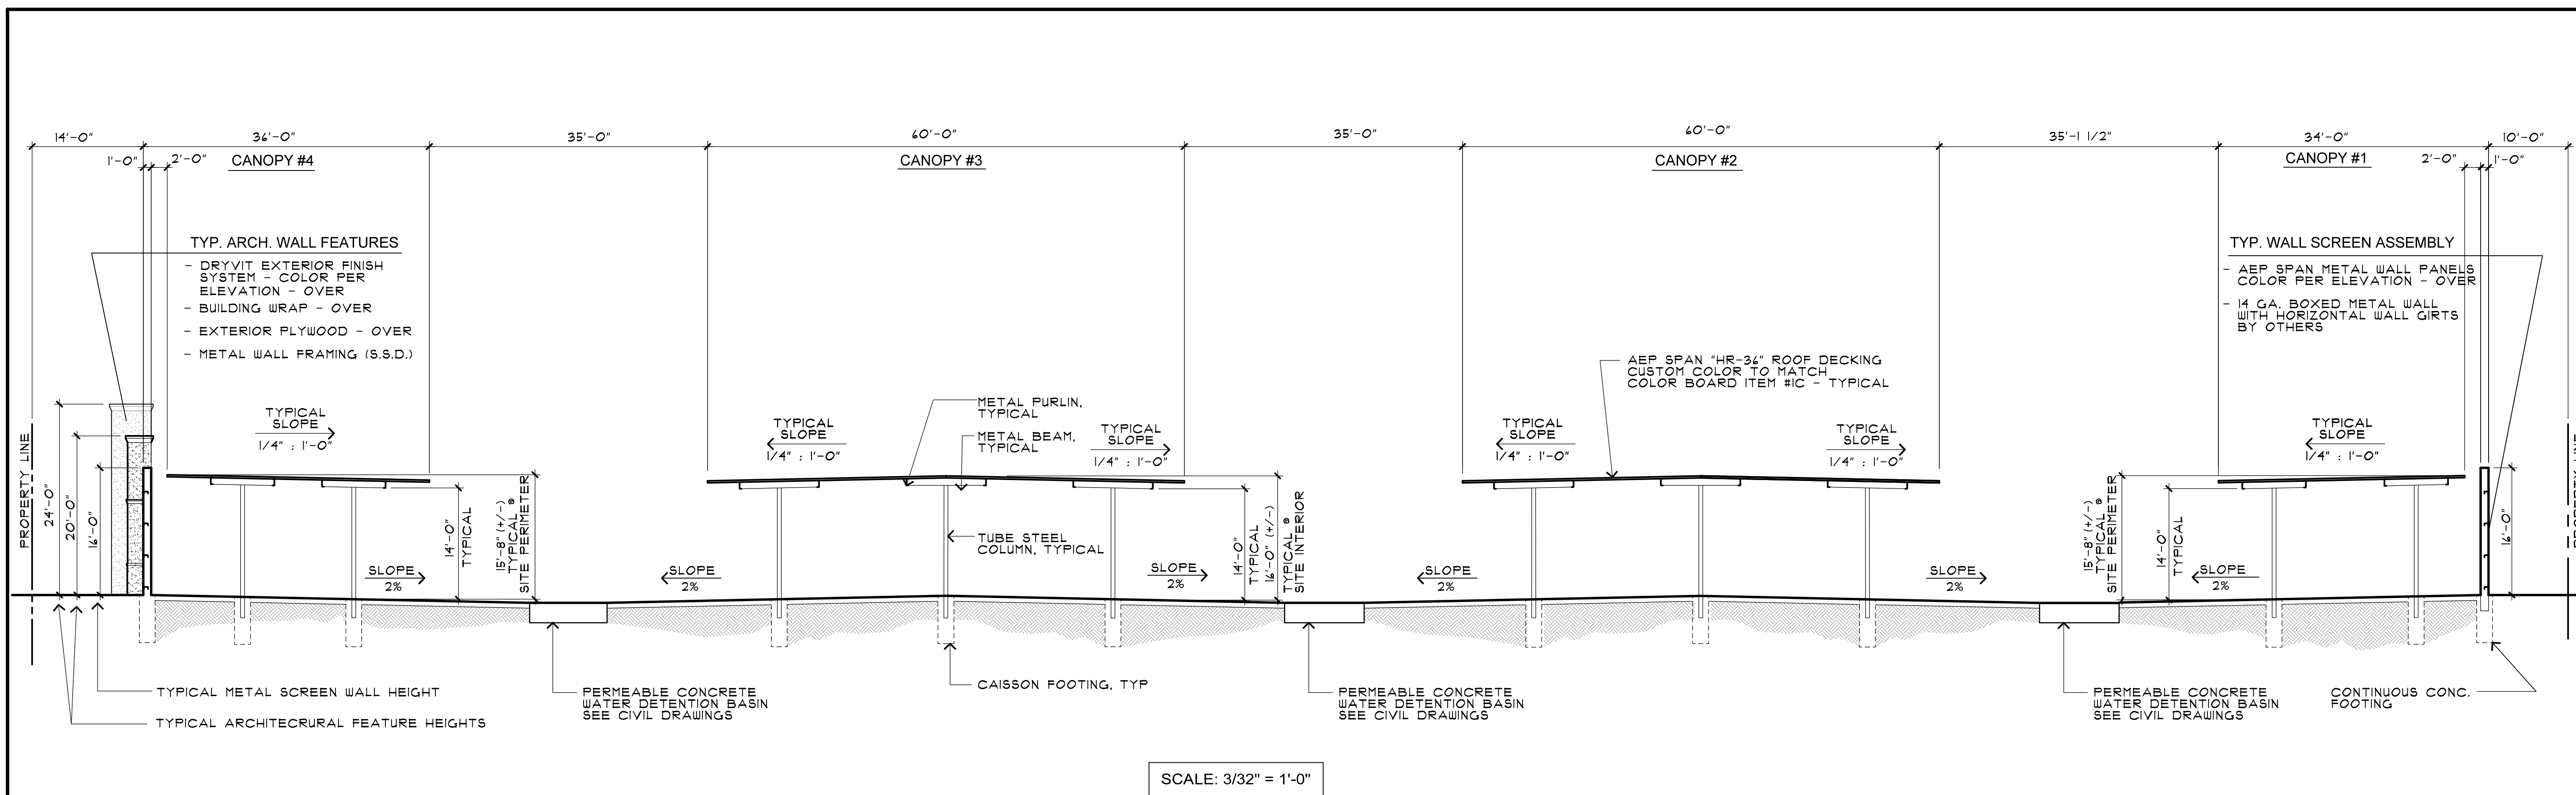 14'-0"
36'-0"
35'-0"
60'-0"
35'-0"
60'-0"
35'-1 1/2"
34'-0"
10'-0"
1'-0"
2'-0"
CANOPY #4
CANOPY #3
CANOPY #2
CANOPY #1
2'-0"
1'-0"
TYP. ARCH. WALL FEATURES
- DRYVIT EXTERIOR FINISH
SYSTEM - COLOR PER
ELEVATION - OVER
- BUILDING WRAP - OVER
- EXTERIOR PLYWOOD - OVER
- METAL WALL FRAMING (S.S.D.)
TYP. WALL SCREEN ASSEMBLY
- AEP SPAN METAL WALL PANELS
COLOR PER ELEVATION - OVER
- 14 GA. BOXED METAL WALL
WITH HORIZONTAL WALL GIRTS
BY OTHERS
AEP SPAN "HR-36" ROOF DECKING
CUSTOM COLOR TO MATCH
COLOR BOARD ITEM #1C - TYPICAL
METAL PURLIN,
TYPICAL
METAL BEAM,
TYPICAL
TYPICAL
SLOPE
1/4" : 1'-0"
TYPICAL
SLOPE
1/4" : 1'-0"
TYPICAL
SLOPE
1/4" : 1'-0"
TYPICAL
SLOPE
1/4" : 1'-0"
TYPICAL
SLOPE
1/4" : 1'-0"
TYPICAL
SLOPE
1/4" : 1'-0"
PROPERTY LINE
24'-0"
20'-0"
16'-0"
14'-0"
TYPICAL
15'-8" (+/-)
TYPICAL @
SITE PERIMETER
TUBE STEEL
COLUMN, TYPICAL
14'-0"
TYPICAL
16'-0" (+/-)
TYPICAL @
SITE INTERIOR
15'-8" (+/-)
TYPICAL @
SITE PERIMETER
14'-0"
TYPICAL
16'-0"
PROPERTY LINE
SLOPE
2%
SLOPE
2%
SLOPE
2%
SLOPE
2%
SLOPE
2%
SLOPE
2%
TYPICAL METAL SCREEN WALL HEIGHT
TYPICAL ARCHITECRURAL FEATURE HEIGHTS
PERMEABLE CONCRETE
WATER DETENTION BASIN
SEE CIVIL DRAWINGS
CAISSON FOOTING, TYP
PERMEABLE CONCRETE
WATER DETENTION BASIN
SEE CIVIL DRAWINGS
PERMEABLE CONCRETE
WATER DETENTION BASIN
SEE CIVIL DRAWINGS
CONTINUOUS CONC.
FOOTING
SCALE: 3/32" = 1'-0"